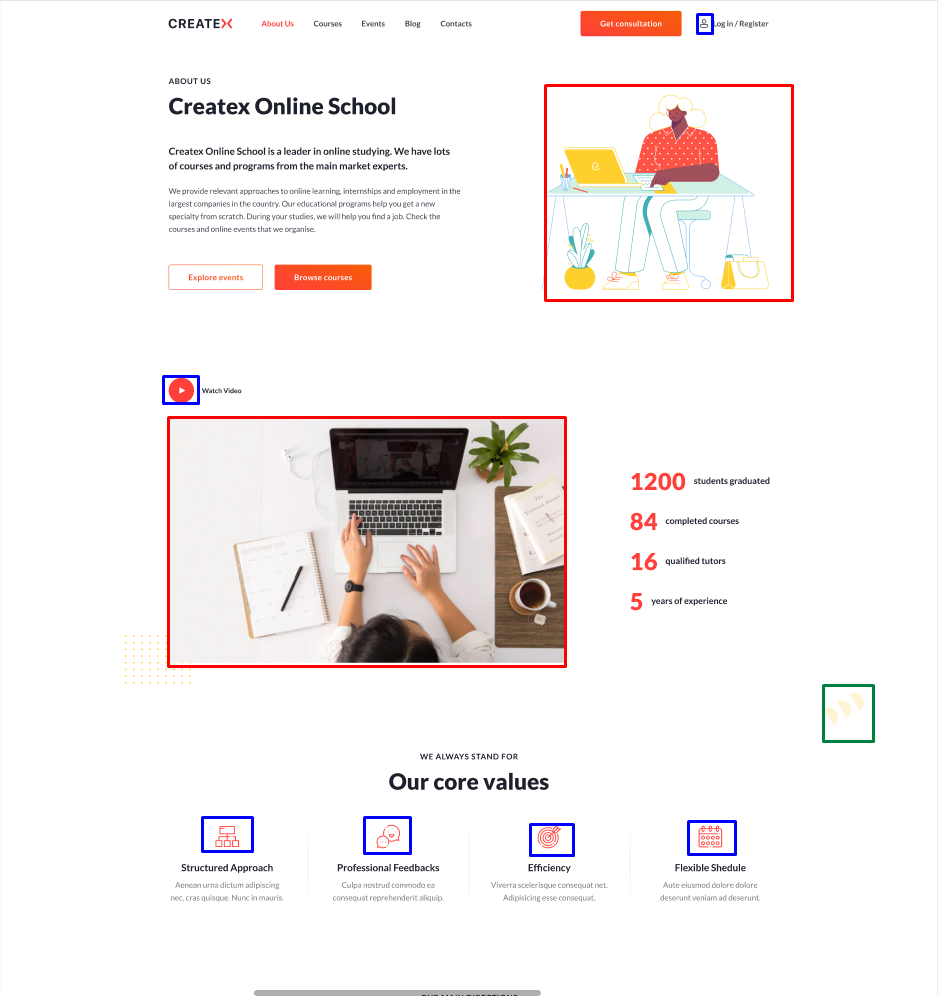 CREATEX
About Us
Courses
Events
Blog
Contacts
Get consultation
Log in / Register
ABOUT US
Createx Online School
Createx Online School is a leader in online studying. We have lots
of courses and programs from the main market experts.
We provide relevant approaches to online learning, internships and employment in the
largest companies in the country. Our educational programs help you get a new
specialty from scratch. During your studies, we will help you find a job. Check the
courses and online events that we organise.
Explore events
Browse courses
Watch Video
1200 students graduated
84 completed courses
16 qualified tutors
5 years of experience
WE ALWAYS STAND FOR
Our core values
Structured Approach
Aenean urna dictum adipiscing
nec, cras quisque. Nunc in mauris.
Professional Feedbacks
Culpa nostrud commodo ea
consequat reprehenderit aliquip.
Efficiency
Viverra scelerisque consequat net.
Adipisicing esse consequat.
Flexible Shedule
Aute eiusmod dolore dolore
deserunt veniam ad deserunt.